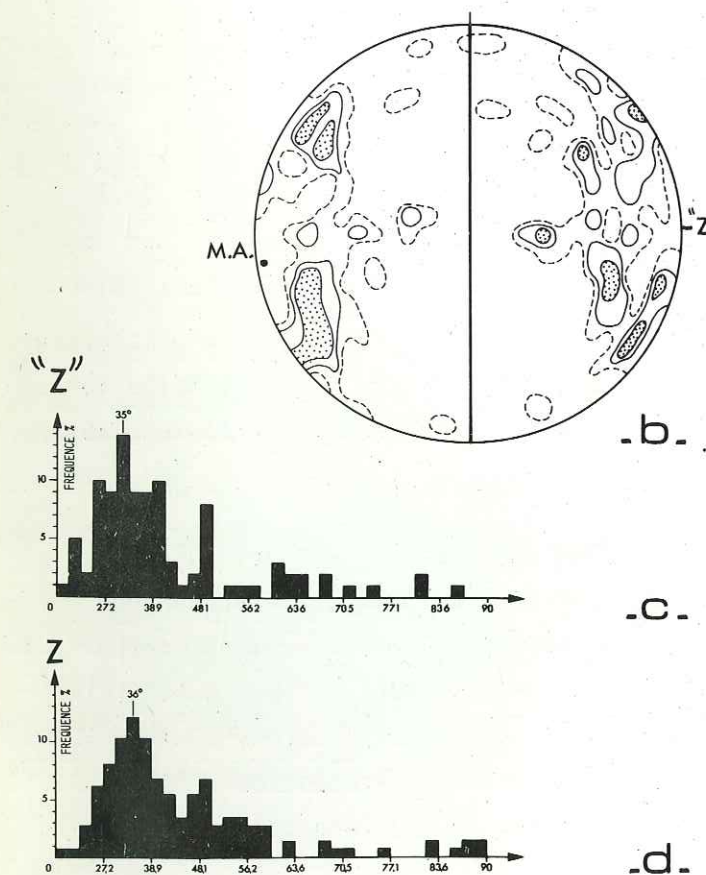 M.A.
"Z
-b-
"Z"
35°
FREQUENCE %
10
5
0 27,2 38,9 48,1 56,2 63,6 70,5 77,1 83,6 90
-c-
Z
36°
FREQUENCE %
10
5
0 27,2 38,9 48,1 56,2 63,6 70,5 77,1 83,6 90
-d-